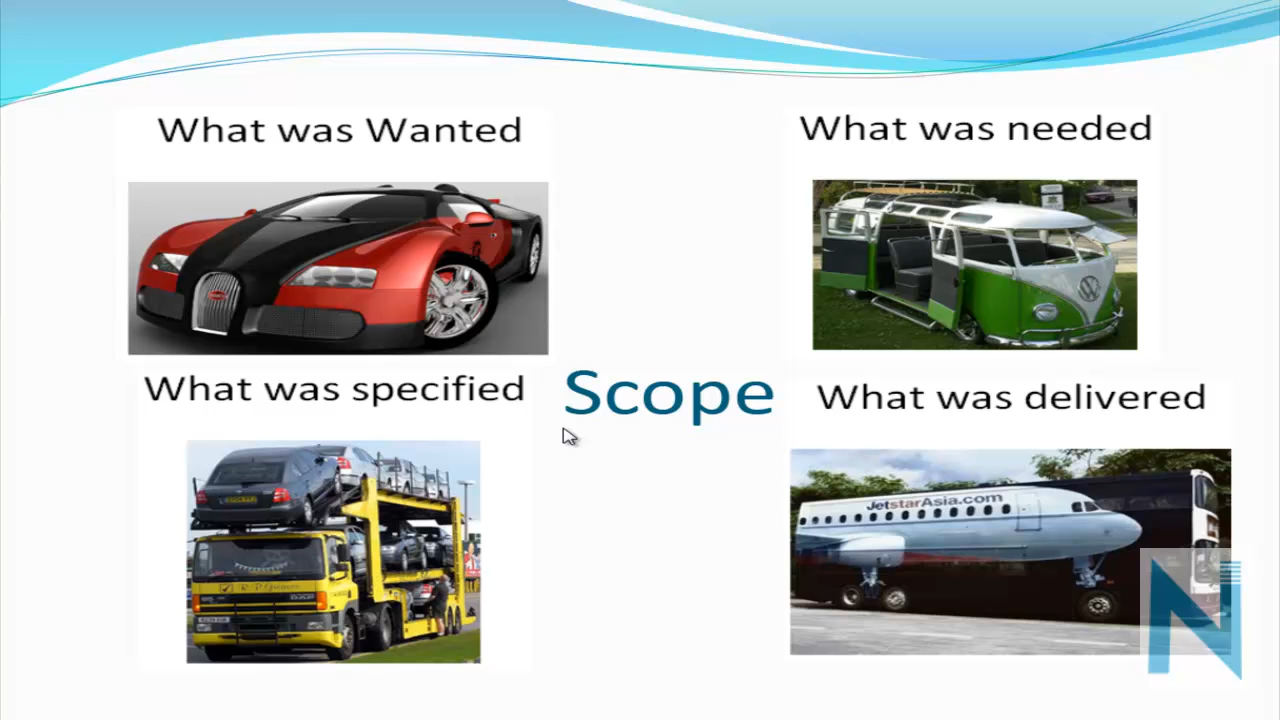 What was Wanted
What was needed
What was specified
Scope
What was delivered
JetstarAsia.com
N